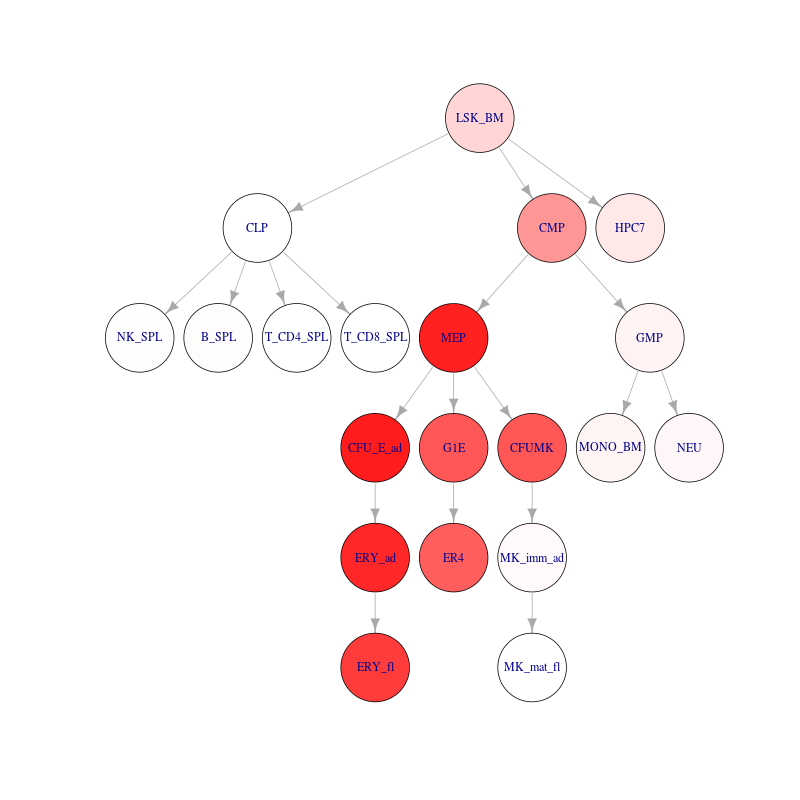 LSK_BM
CLP
CMP
HPC7
NK_SPL
B_SPL
T_CD4_SPL
T_CD8_SPL
MEP
GMP
CFU_E_ad
G1E
CFUMK
MONO_BM
NEU
ERY_ad
ER4
MK_imm_ad
ERY_fl
MK_mat_fl